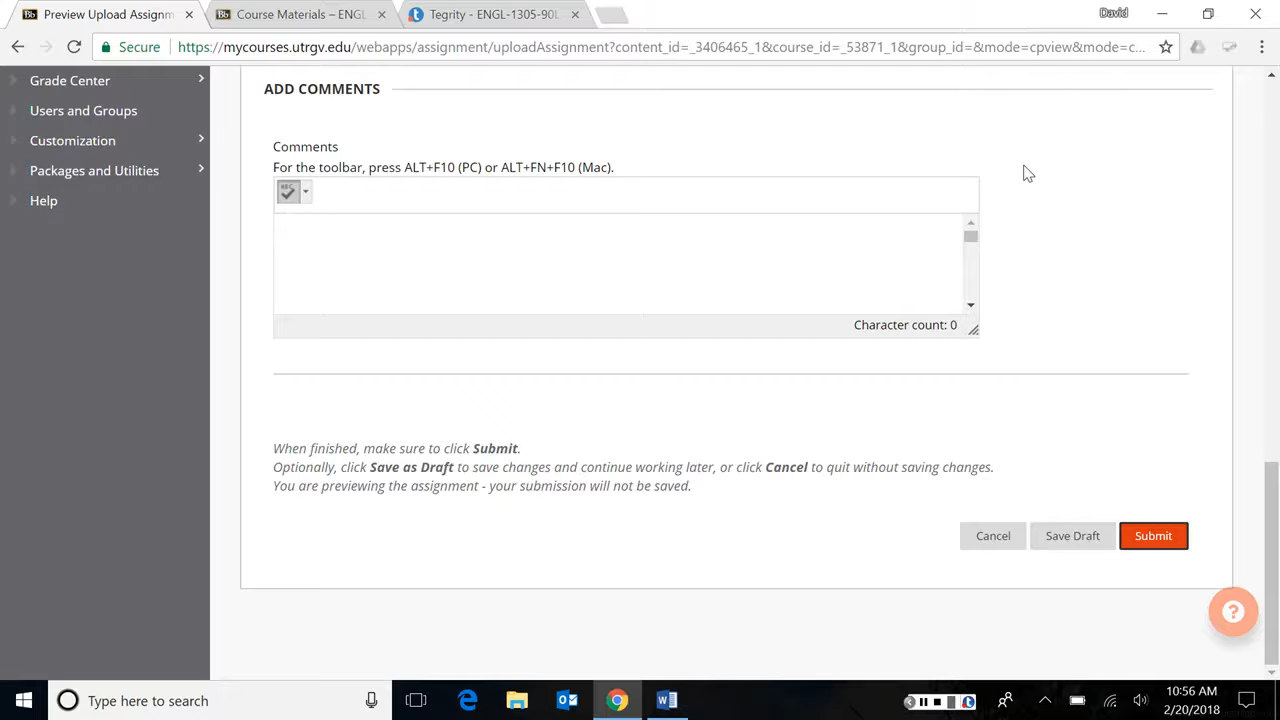 Preview Upload Assignm
Course Materials – ENGL
Tegrity - ENGL-1305-90L
David
Secure
https://mycourses.utrgv.edu/webapps/assignment/uploadAssignment?content_id=_3406465_1&course_id=_53871_1&group_id=&mode=cpview&mode=c...
Grade Center
Users and Groups
Customization
Packages and Utilities
Help
ADD COMMENTS
Comments
For the toolbar, press ALT+F10 (PC) or ALT+FN+F10 (Mac).
ABC
Character count: 0
When finished, make sure to click Submit.
Optionally, click Save as Draft to save changes and continue working later, or click Cancel to quit without saving changes.
You are previewing the assignment - your submission will not be saved.
Cancel
Save Draft
Submit
Type here to search
10:56 AM
2/20/2018